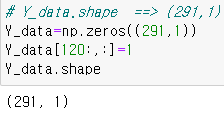 # Y_data.shape ==> (291,1)
Y_data=np.zeros((291,1))
Y_data[120:,:]=1
Y_data.shape
(291, 1)